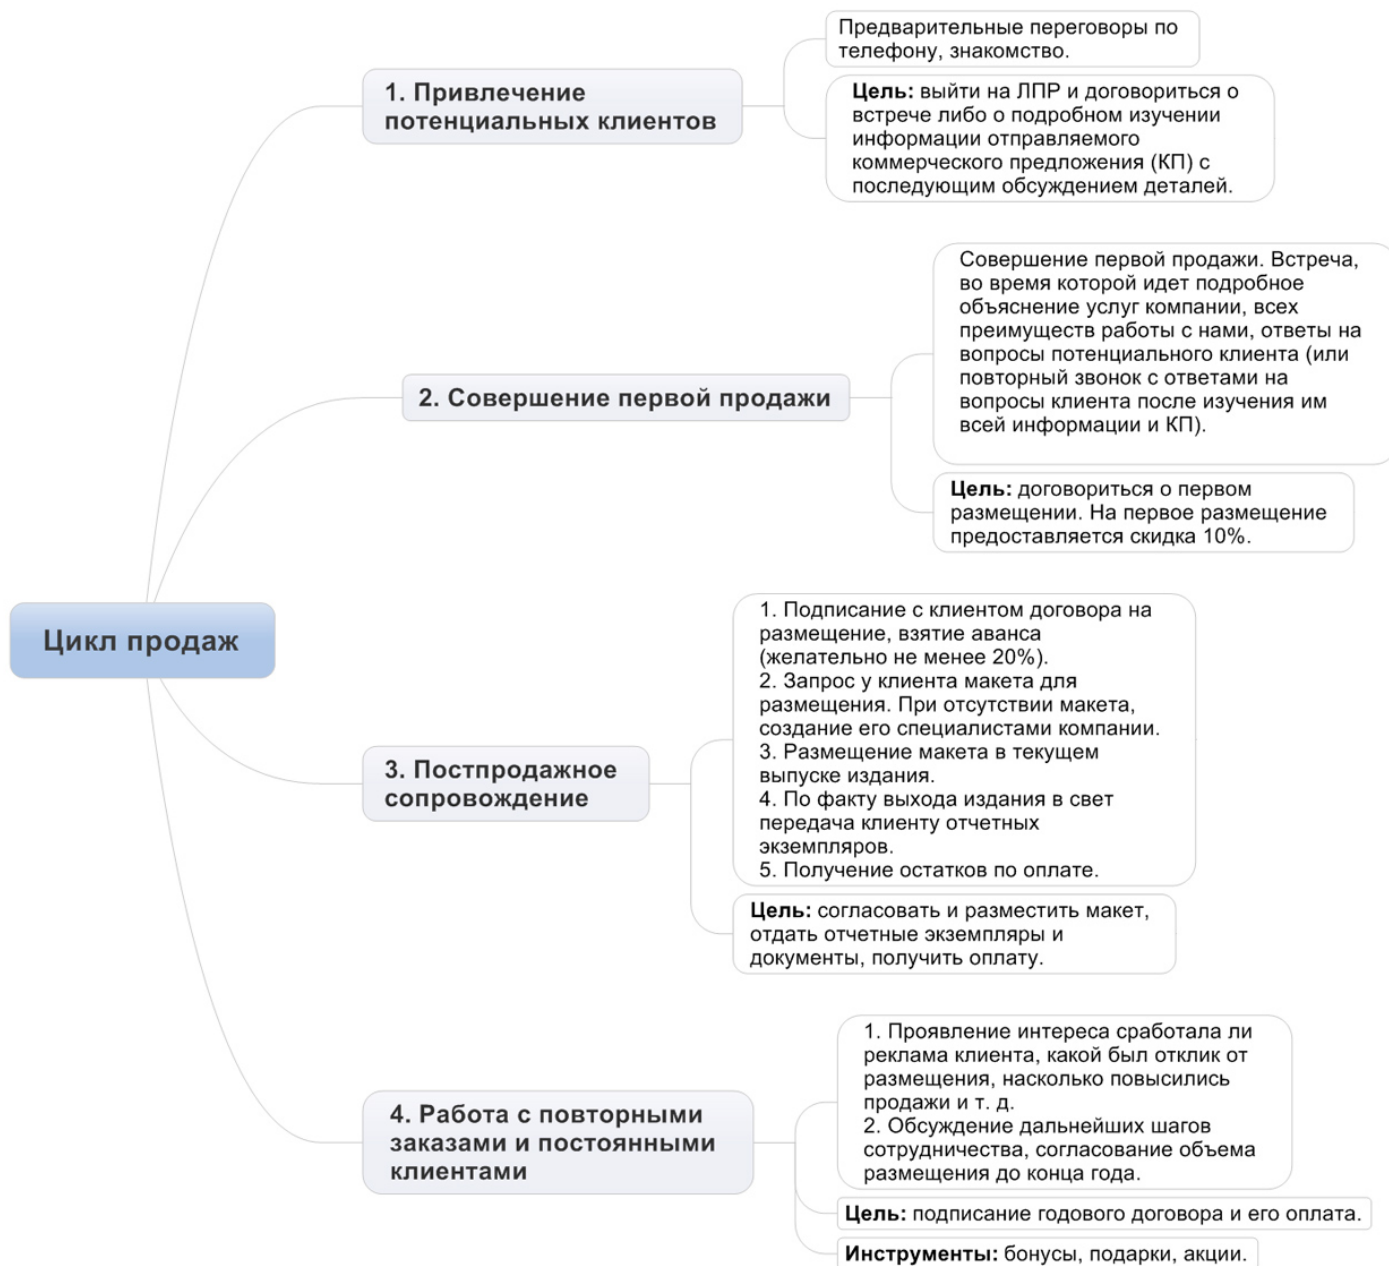 Цикл продаж
1. Привлечение
потенциальных клиентов
Предварительные переговоры по
телефону, знакомство.
Цель: выйти на ЛПР и договориться о
встрече либо о подробном изучении
информации отправляемого
коммерческого предложения (КП) с
последующим обсуждением деталей.
2. Совершение первой продажи
Совершение первой продажи. Встреча,
во время которой идет подробное
объяснение услуг компании, всех
преимуществ работы с нами, ответы на
вопросы потенциального клиента (или
повторный звонок с ответами на
вопросы клиента после изучения им
всей информации и КП).
Цель: договориться о первом
размещении. На первое размещение
предоставляется скидка 10%.
3. Постпродажное
сопровождение
1. Подписание с клиентом договора на
размещение, взятие аванса
(желательно не менее 20%).
2. Запрос у клиента макета для
размещения. При отсутствии макета,
создание его специалистами компании.
3. Размещение макета в текущем
выпуске издания.
4. По факту выхода издания в свет
передача клиенту отчетных
экземпляров.
5. Получение остатков по оплате.
Цель: согласовать и разместить макет,
отдать отчетные экземпляры и
документы, получить оплату.
4. Работа с повторными
заказами и постоянными
клиентами
1. Проявление интереса сработала ли
реклама клиента, какой был отклик от
размещения, насколько повысились
продажи и т. д.
2. Обсуждение дальнейших шагов
сотрудничества, согласование объема
размещения до конца года.
Цель: подписание годового договора и его оплата.
Инструменты: бонусы, подарки, акции.